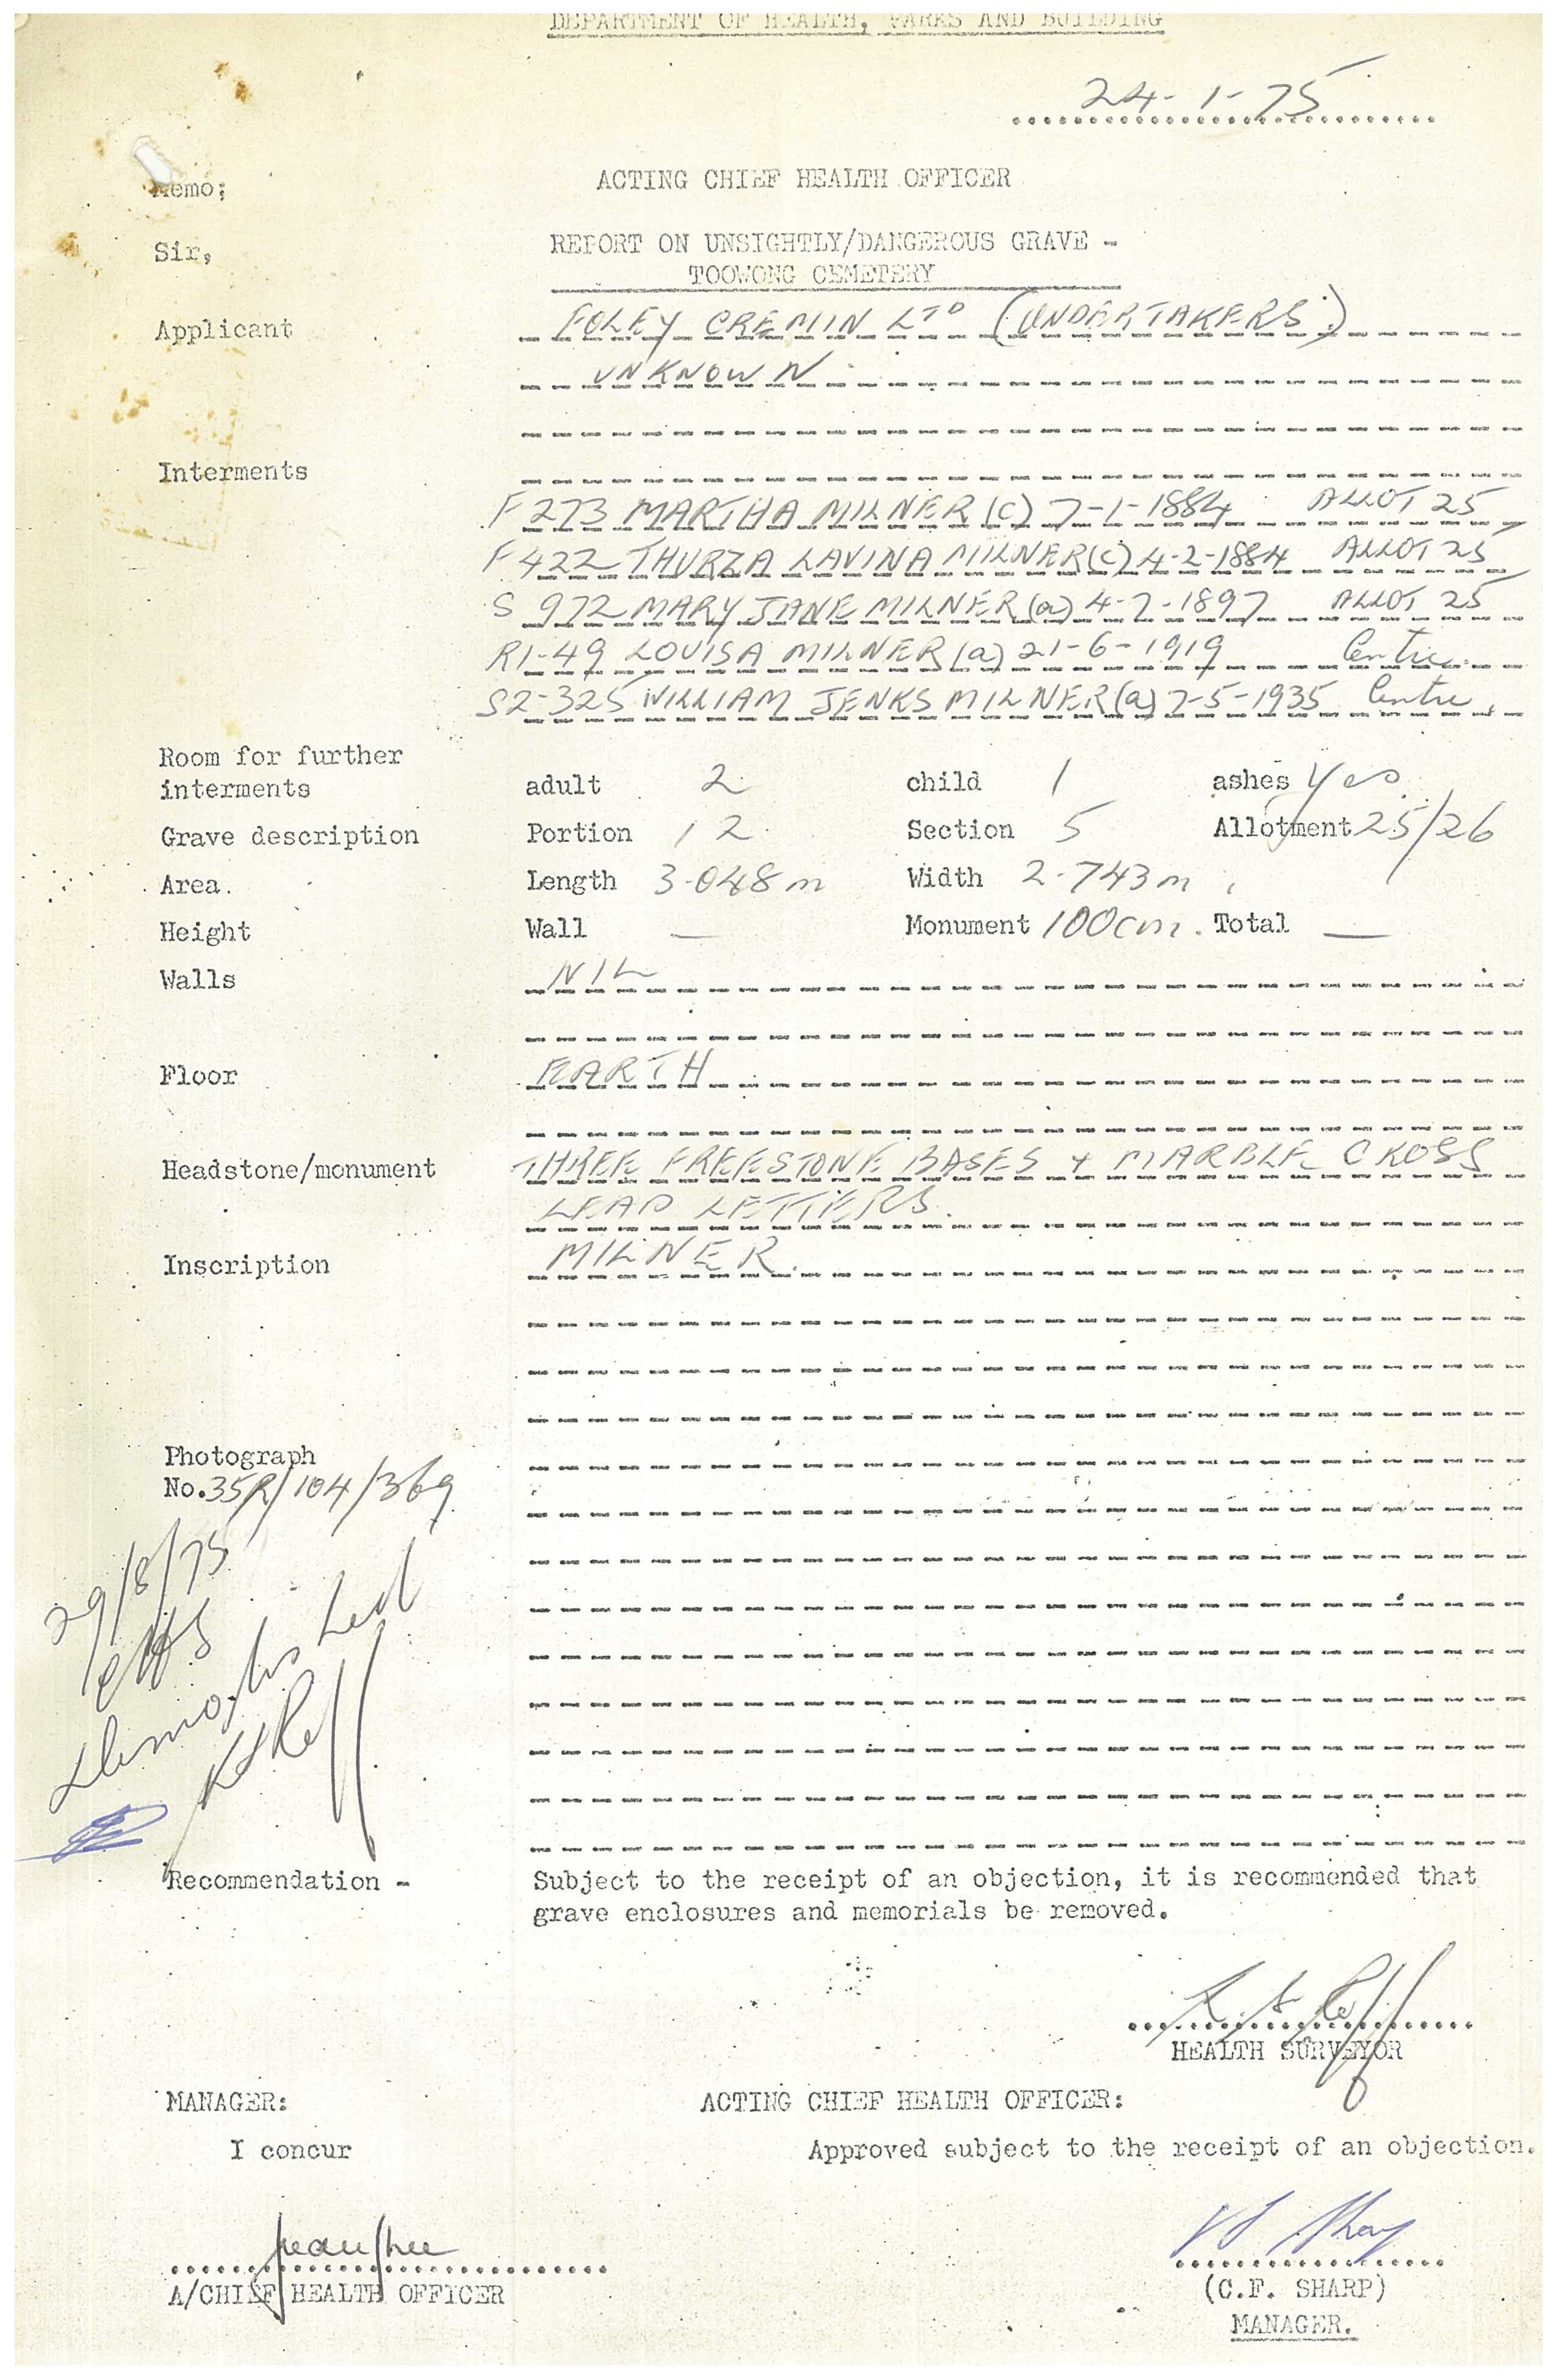 DEPARTMENT OF HEALTH, PARKS AND BUILDING
24-1-75
Memo;
ACTING CHIEF HEALTH OFFICER
Sir,
REPORT ON UNSIGHTLY/DANGEROUS GRAVE -
TOOWONG CEMETERY
Applicant FOLEY CREMIN LTD (UNDERTAKERS.)
UNKNOWN
Interments
F 273 MARTHA MILNER (c) 7-1-1884 ALLOT 25
F 422 THURZA LAVINA MILNER (c) 4-2-1884 ALLOT 25
S 972 MARY JANE MILNER (a) 4-7-1897 ALLOT 25
R1-49 LOUISA MILNER (a) 21-6-1919 Centre.
S2-325 WILLIAM JENKS MILNER (a) 7-5-1935 Centre.
Room for further
interments adult 2 child 1 ashes Yes
Grave description Portion 12 Section 5 Allotment 25/26
Area. Length 3.048m Width 2.743m
Height Wall — Monument 100cm. Total —
Walls NIL
Floor EARTH
Headstone/monument THREE FREESTONE BASES + MARBLE CROSS
LEAD LETTERS.
Inscription MILNER.
Photograph
No. 35R/104/369
29/8/75
Recommendation - Subject to the receipt of an objection, it is recommended that
grave enclosures and memorials be removed.
HEALTH SURVEYOR
MANAGER: ACTING CHIEF HEALTH OFFICER:
I concur Approved subject to the receipt of an objection.
A/CHIEF HEALTH OFFICER (C.F. SHARP)
MANAGER.